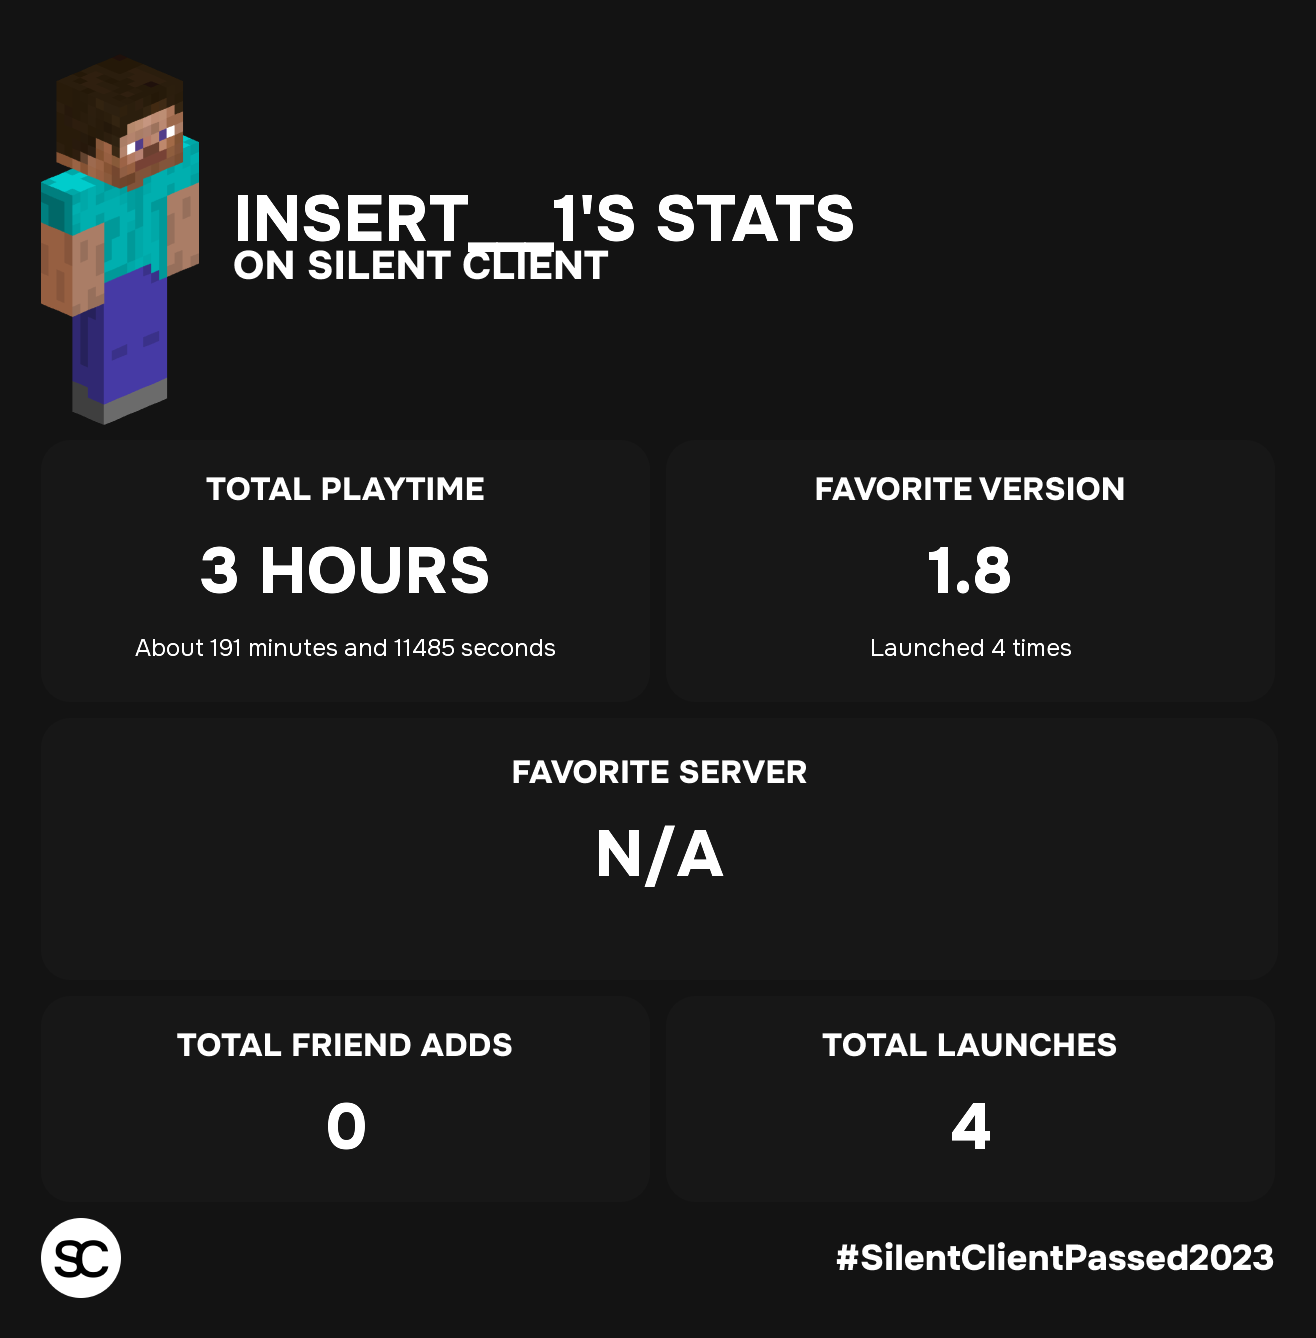 INSERT__1'S STATS
ON SILENT CLIENT
TOTAL PLAYTIME
3 HOURS
About 191 minutes and 11485 seconds
FAVORITE VERSION
1.8
Launched 4 times
FAVORITE SERVER
N/A
TOTAL FRIEND ADDS
0
TOTAL LAUNCHES
4
SC
#SilentClientPassed2023